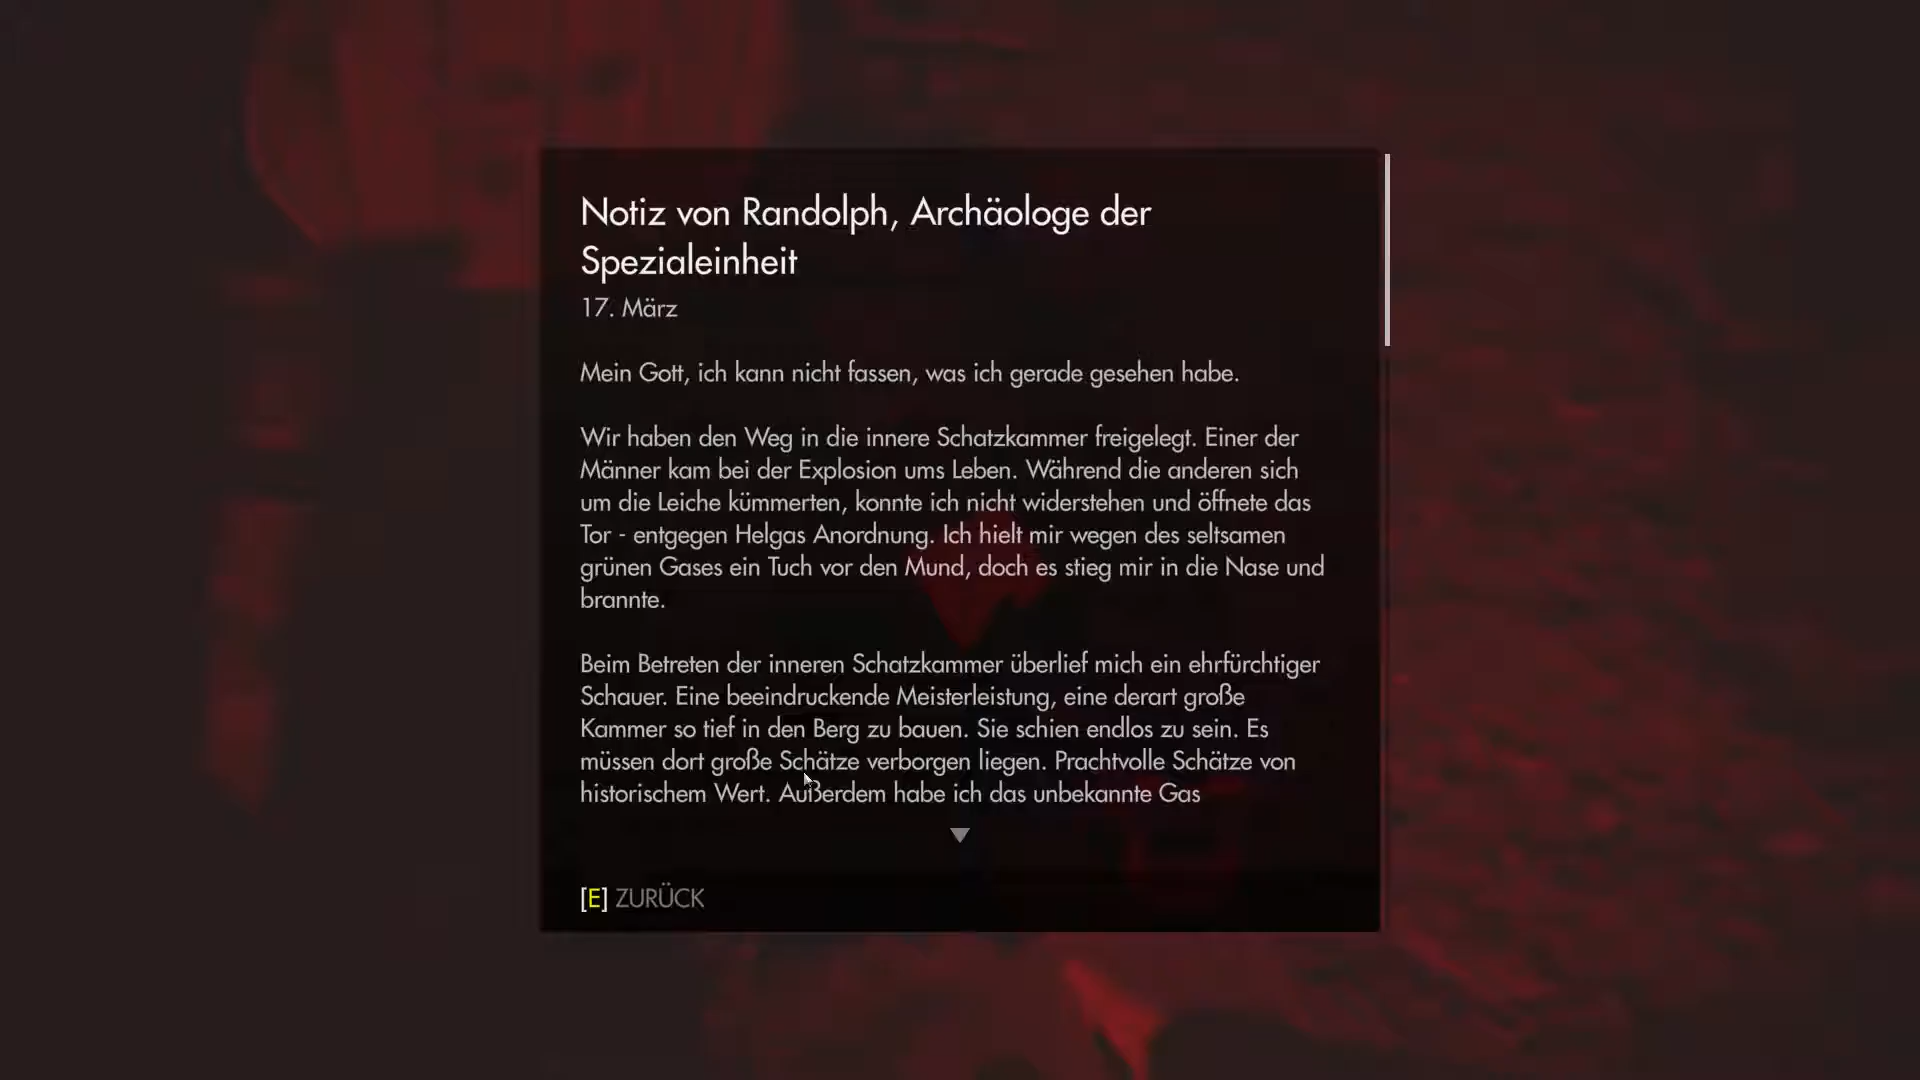 Notiz von Randolph, Archäologe der
Spezialeinheit
17. März
Mein Gott, ich kann nicht fassen, was ich gerade gesehen habe.
Wir haben den Weg in die innere Schatzkammer freigelegt. Einer der
Männer kam bei der Explosion ums Leben. Während die anderen sich
um die Leiche kümmerten, konnte ich nicht widerstehen und öffnete das
Tor - entgegen Helgas Anordnung. Ich hielt mir wegen des seltsamen
grünen Gases ein Tuch vor den Mund, doch es stieg mir in die Nase und
brannte.
Beim Betreten der inneren Schatzkammer überlief mich ein ehrfürchtiger
Schauer. Eine beeindruckende Meisterleistung, eine derart große
Kammer so tief in den Berg zu bauen. Sie schien endlos zu sein. Es
müssen dort große Schätze verborgen liegen. Prachtvolle Schätze von
historischem Wert. Außerdem habe ich das unbekannte Gas
[E] ZURÜCK